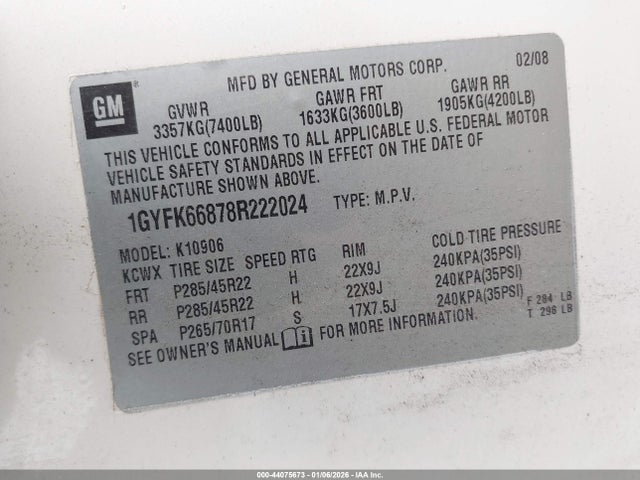 GM
®
MFD BY GENERAL MOTORS CORP. 02/08
GVWR GAWR FRT GAWR RR
3357KG(7400LB) 1633KG(3600LB) 1905KG(4200LB)
THIS VEHICLE CONFORMS TO ALL APPLICABLE U.S. FEDERAL MOTOR
VEHICLE SAFETY STANDARDS IN EFFECT ON THE DATE OF
MANUFACTURE SHOWN ABOVE.
1GYFK66878R222024 TYPE: M.P.V.
MODEL: K10906
KCWX TIRE SIZE SPEED RTG RIM COLD TIRE PRESSURE
FRT P285/45R22 H 22X9J 240KPA(35PSI)
RR P285/45R22 H 22X9J 240KPA(35PSI)
SPA P265/70R17 S 17X7.5J 240KPA(35PSI)
SEE OWNER'S MANUAL FOR MORE INFORMATION.
F 284 LB
T 296 LB
000-44075673 - 01/06/2026 - IAA Inc.